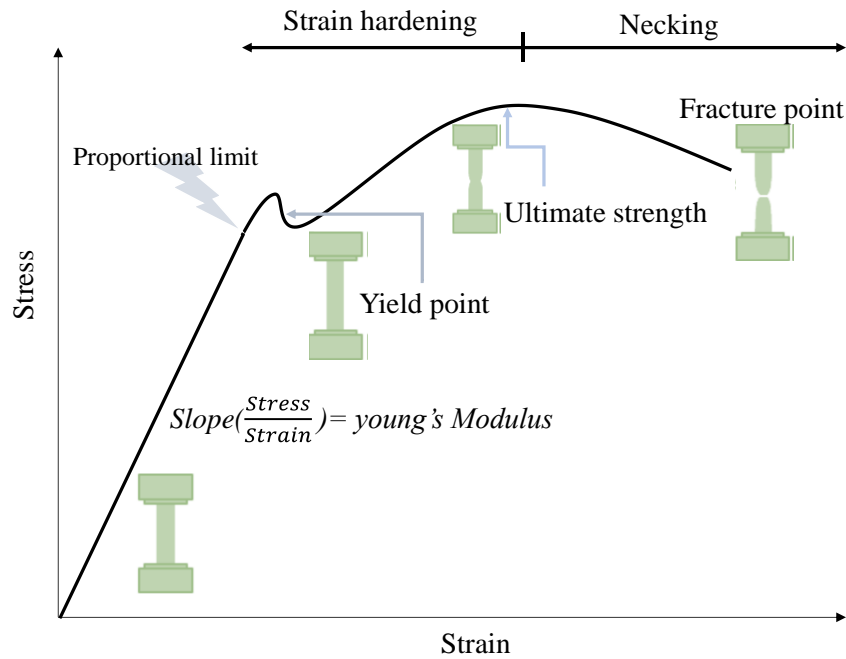 Strain hardening
Necking
Fracture point
Proportional limit
Ultimate strength
Yield point
Stress
Slope(Stress/Strain)= young's Modulus
Strain